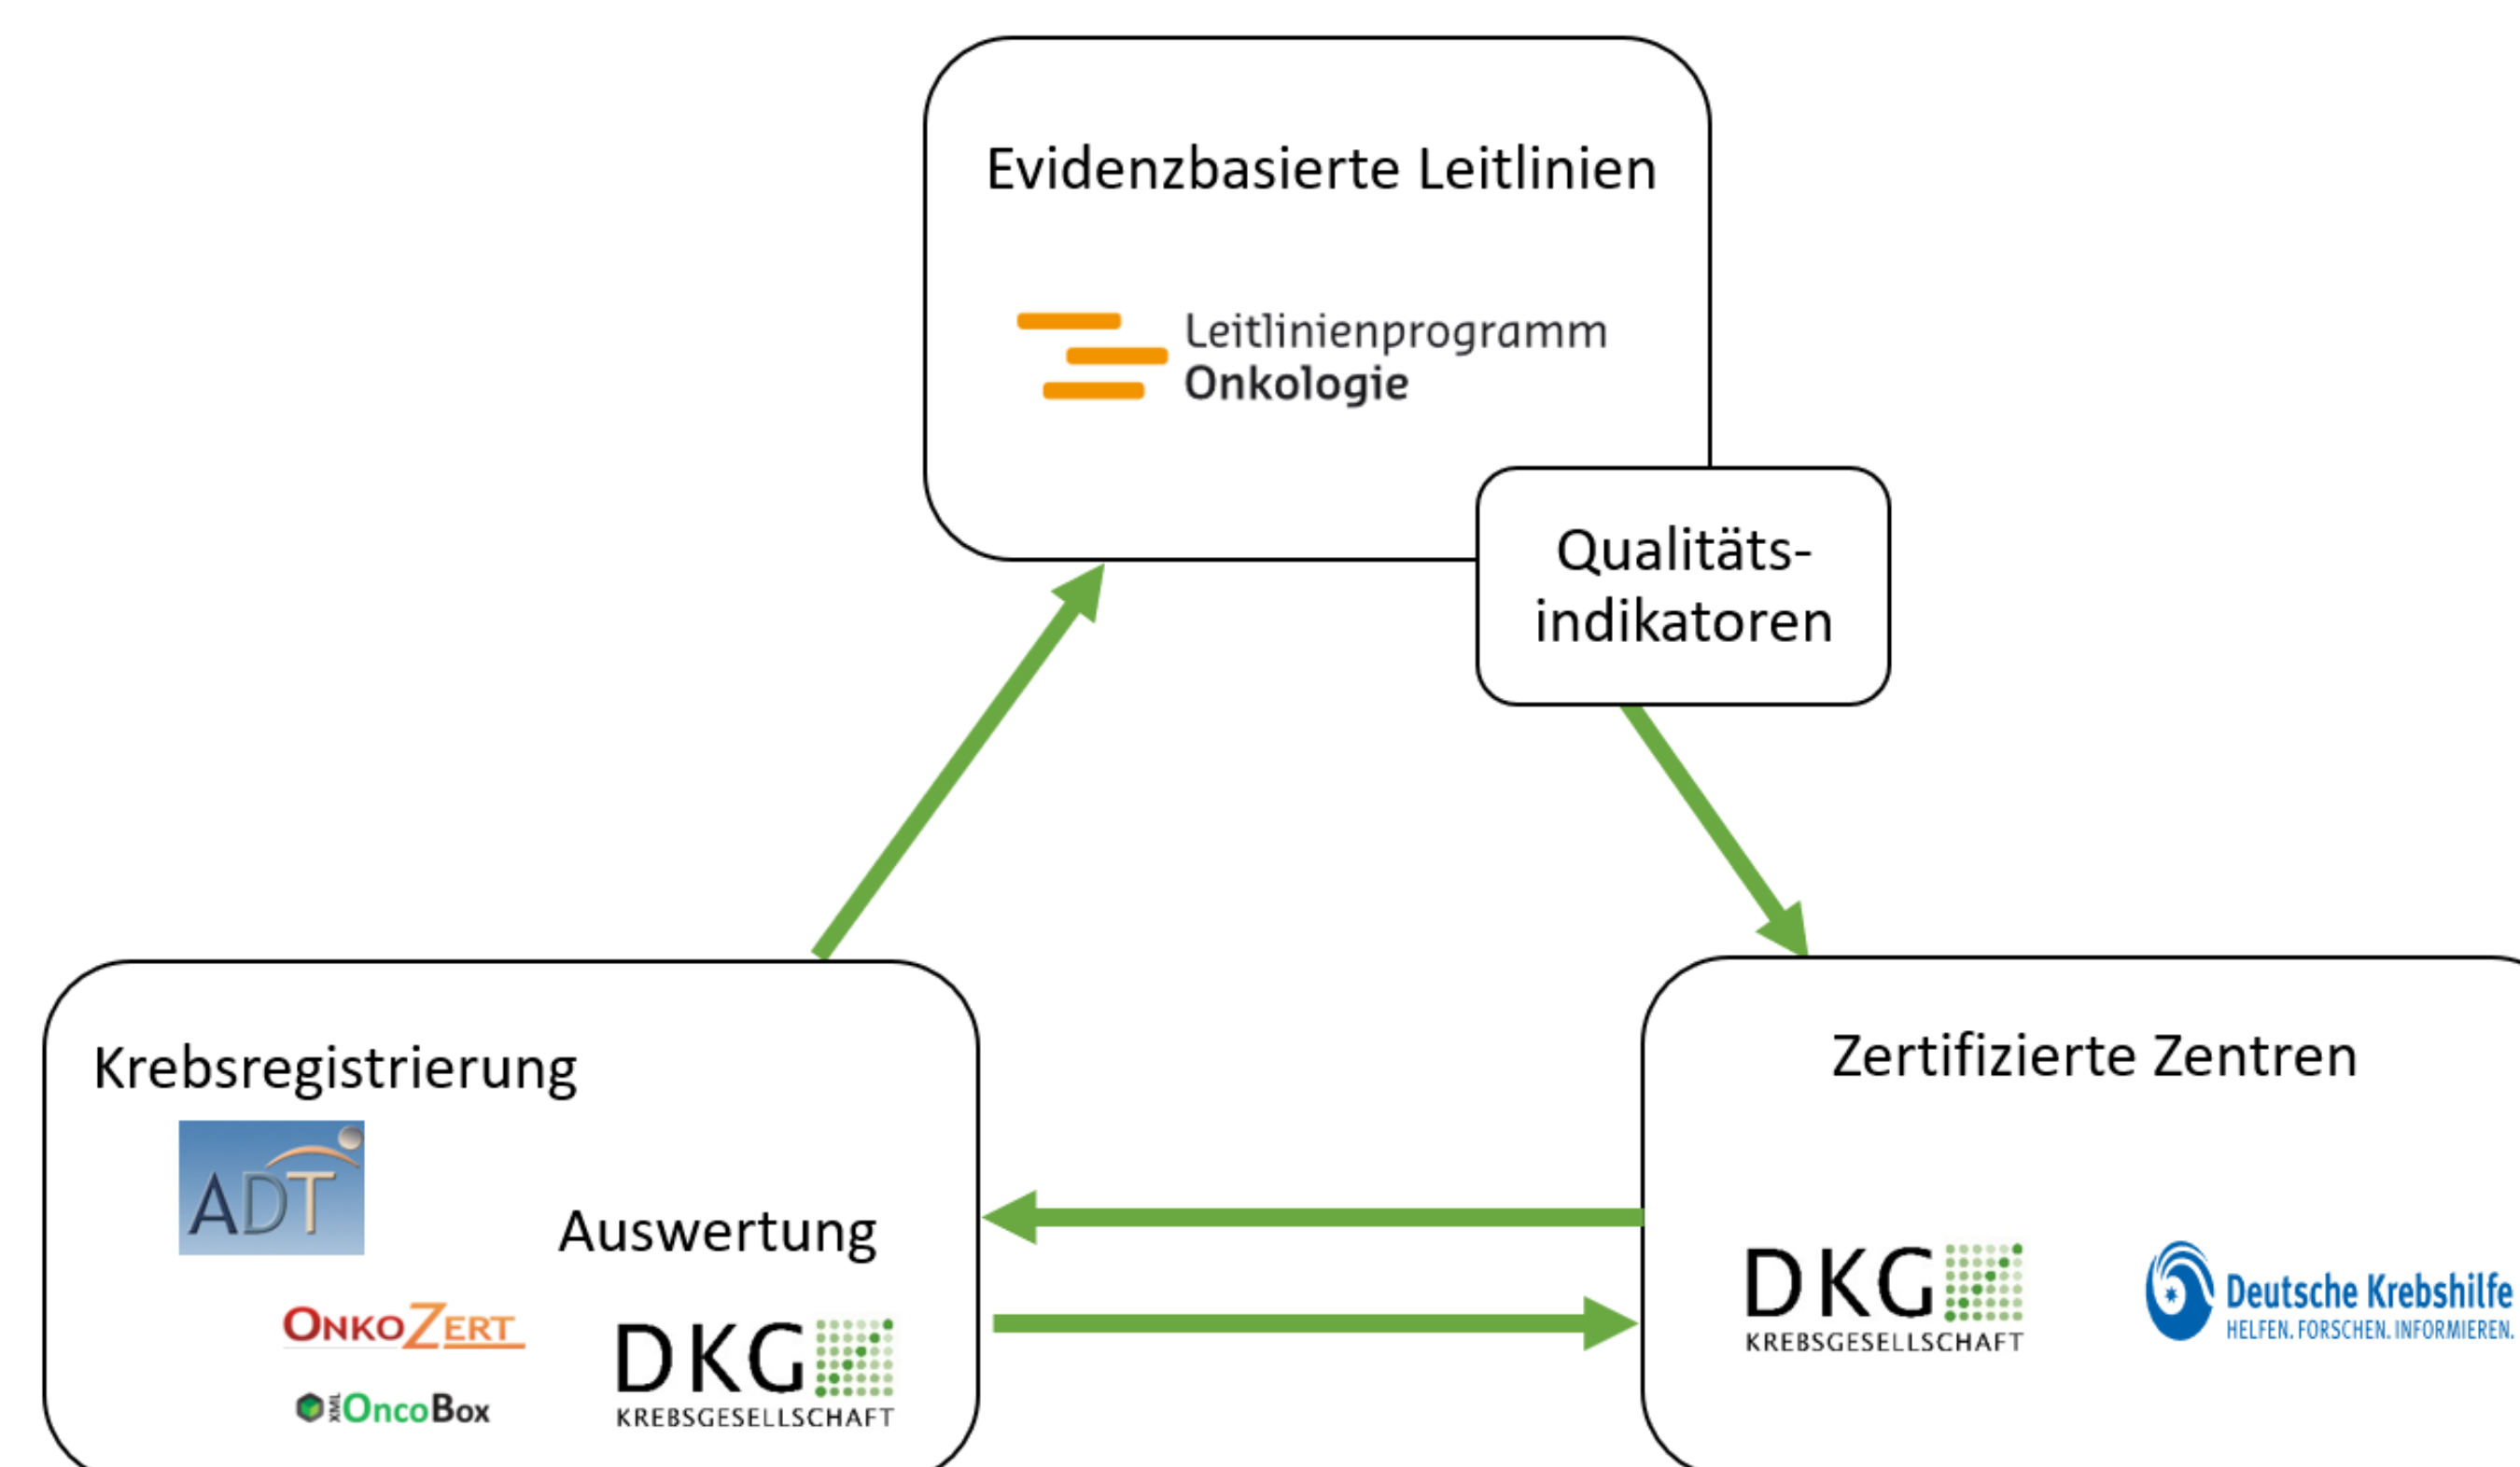 Evidenzbasierte Leitlinien
Leitlinienprogramm
Onkologie
Qualitäts-
indikatoren
Krebsregistrierung
ADT
Auswertung
ONKOZERT
XML OncoBox
DKG
KREBSGESELLSCHAFT
Zertifizierte Zentren
DKG
KREBSGESELLSCHAFT
Deutsche Krebshilfe
HELFEN. FORSCHEN. INFORMIEREN.